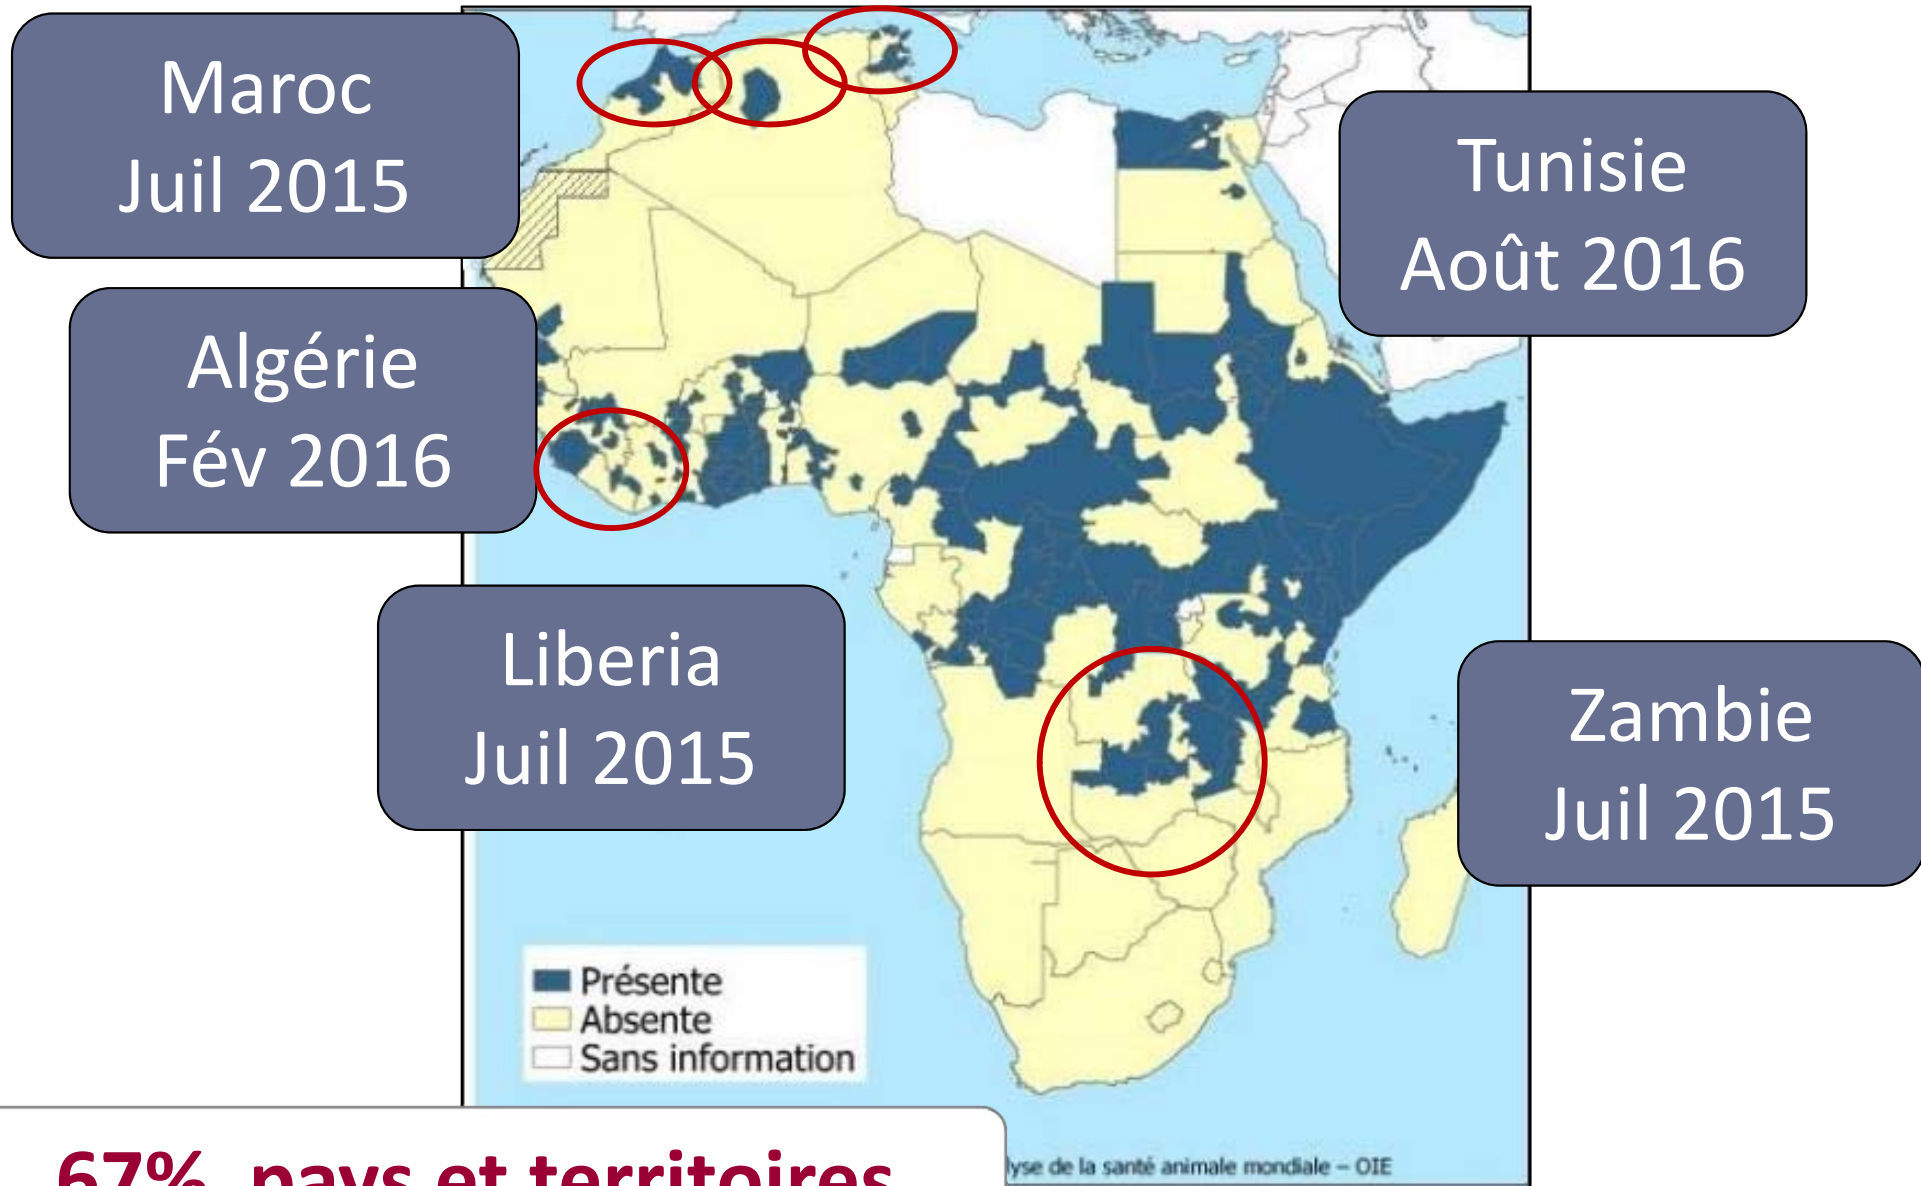 Maroc
Juil 2015
Tunisie
Août 2016
Algérie
Fév 2016
Liberia
Juil 2015
Zambie
Juil 2015
Présente
Absente
Sans information
lyse de la santé animale mondiale – OIE
67% pays et territoires